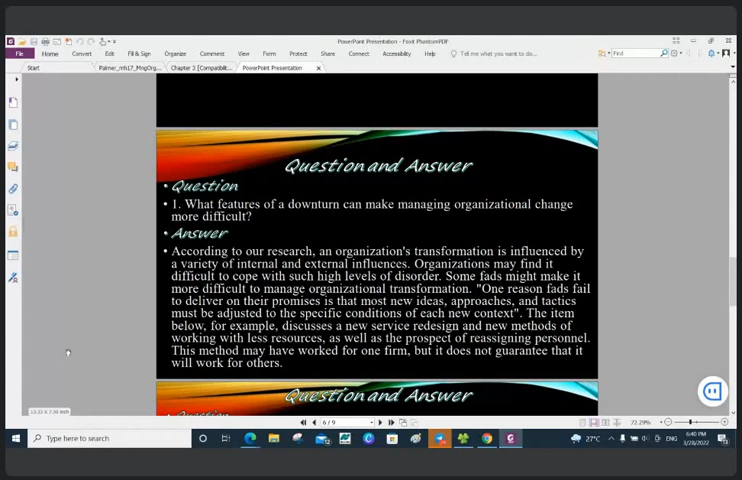 PowerPoint Presentation - Foxit PhantomPDF
File Home Convert Edit Fill & Sign Organize Comment View Form Protect Share Connect Accessibility Help Tell me what you want to do... Find
Start Palmer_mh17_MngOrg... Chapter 3 [Compatibilit... PowerPoint Presentation
Question and Answer
• Question
• 1. What features of a downturn can make managing organizational change
more difficult?
• Answer
• According to our research, an organization's transformation is influenced by
a variety of internal and external influences. Organizations may find it
difficult to cope with such high levels of disorder. Some fads might make it
more difficult to manage organizational transformation. "One reason fads fail
to deliver on their promises is that most new ideas, approaches, and tactics
must be adjusted to the specific conditions of each new context". The item
below, for example, discusses a new service redesign and new methods of
working with less resources, as well as the prospect of reassigning personnel.
This method may have worked for one firm, but it does not guarantee that it
will work for others.
Question and Answer
• Question
13.33 x 7.50 inch
6 / 9
72.29%
Type here to search
27°C
6:40 PM
3/28/2022